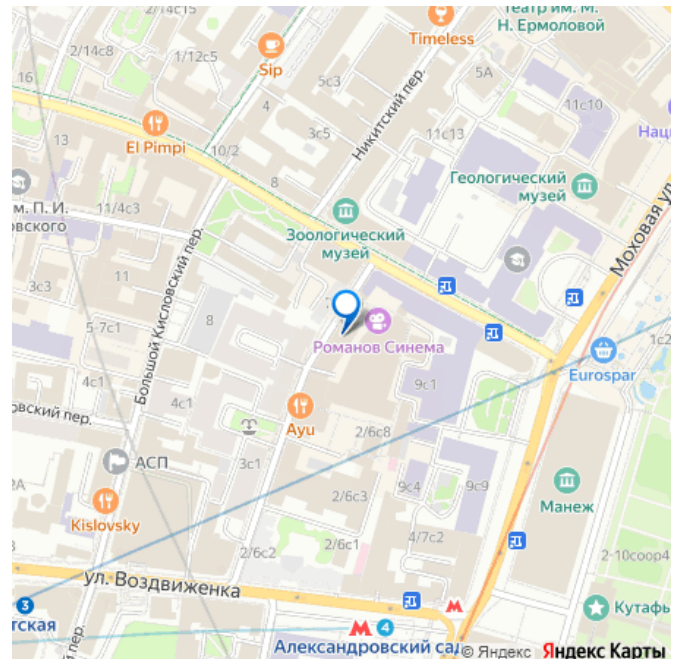 театр им. М.
Н. Ермоловой
Timeless
2/14с8
1/12с5
Sip
5с3
5А
16
4
11с10
El Pimpi
3с5
Никитский пер.
11с13
Наци
13
10/2
8
Геологический
музей
Моховая ул
м. П. И.
овского
11/4с3
Зоологический
музей
3с3
11
Большой Кисловский пер.
5-7с1
8
Романов Синема
1с2
Eurospar
4с1
4с1
9с1
овский пер.
Ayu
2/6с8
АСП
3с1
2А
Kislovsky
2/6с3
9с4
9с9
Манеж
2/6с2
2/6с1
4/7с2
2-10соор4
ул. Воздвиженка
3
тская
4
Александровский сад
Кутафь
© Яндекс Яндекс Карты